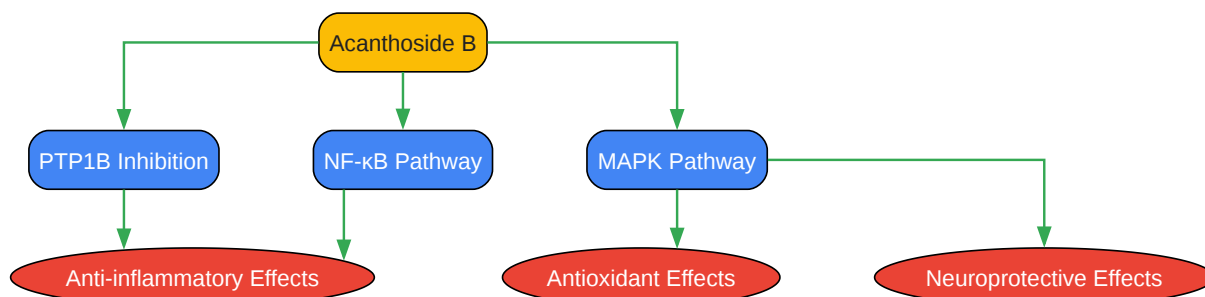 Acanthoside B
PTP1B Inhibition
NF-κB Pathway
MAPK Pathway
Anti-inflammatory Effects
Antioxidant Effects
Neuroprotective Effects